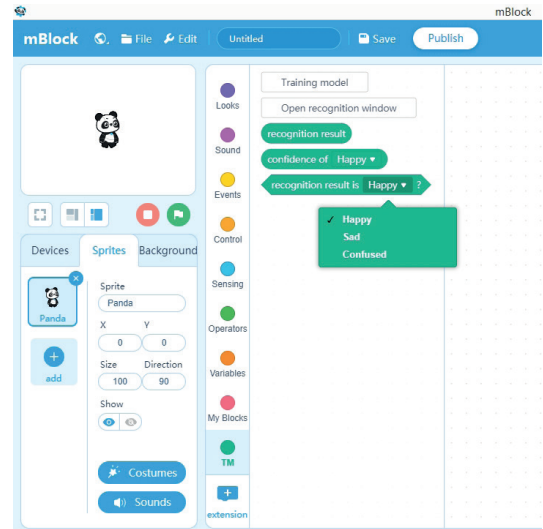 mBlock
mBlock File Edit Untitled Save Publish
Looks
Sound
Events
Control
Sensing
Operators
Variables
My Blocks
TM
extension
Training model
Open recognition window
recognition result
confidence of Happy
recognition result is Happy ?
✓ Happy
Sad
Confused
Devices Sprites Background
Panda
add
Sprite
Panda
X Y
0 0
Size Direction
100 90
Show
Costumes
Sounds